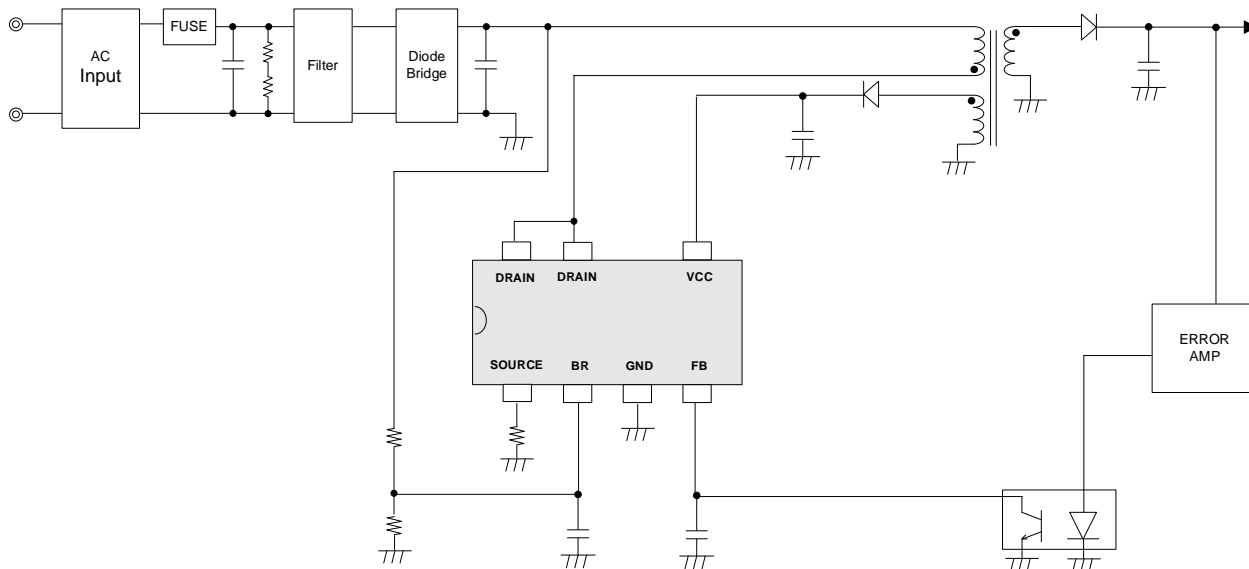 FUSE
AC
Input
Filter
Diode
Bridge
DRAIN
DRAIN
VCC
SOURCE
BR
GND
FB
ERROR
AMP